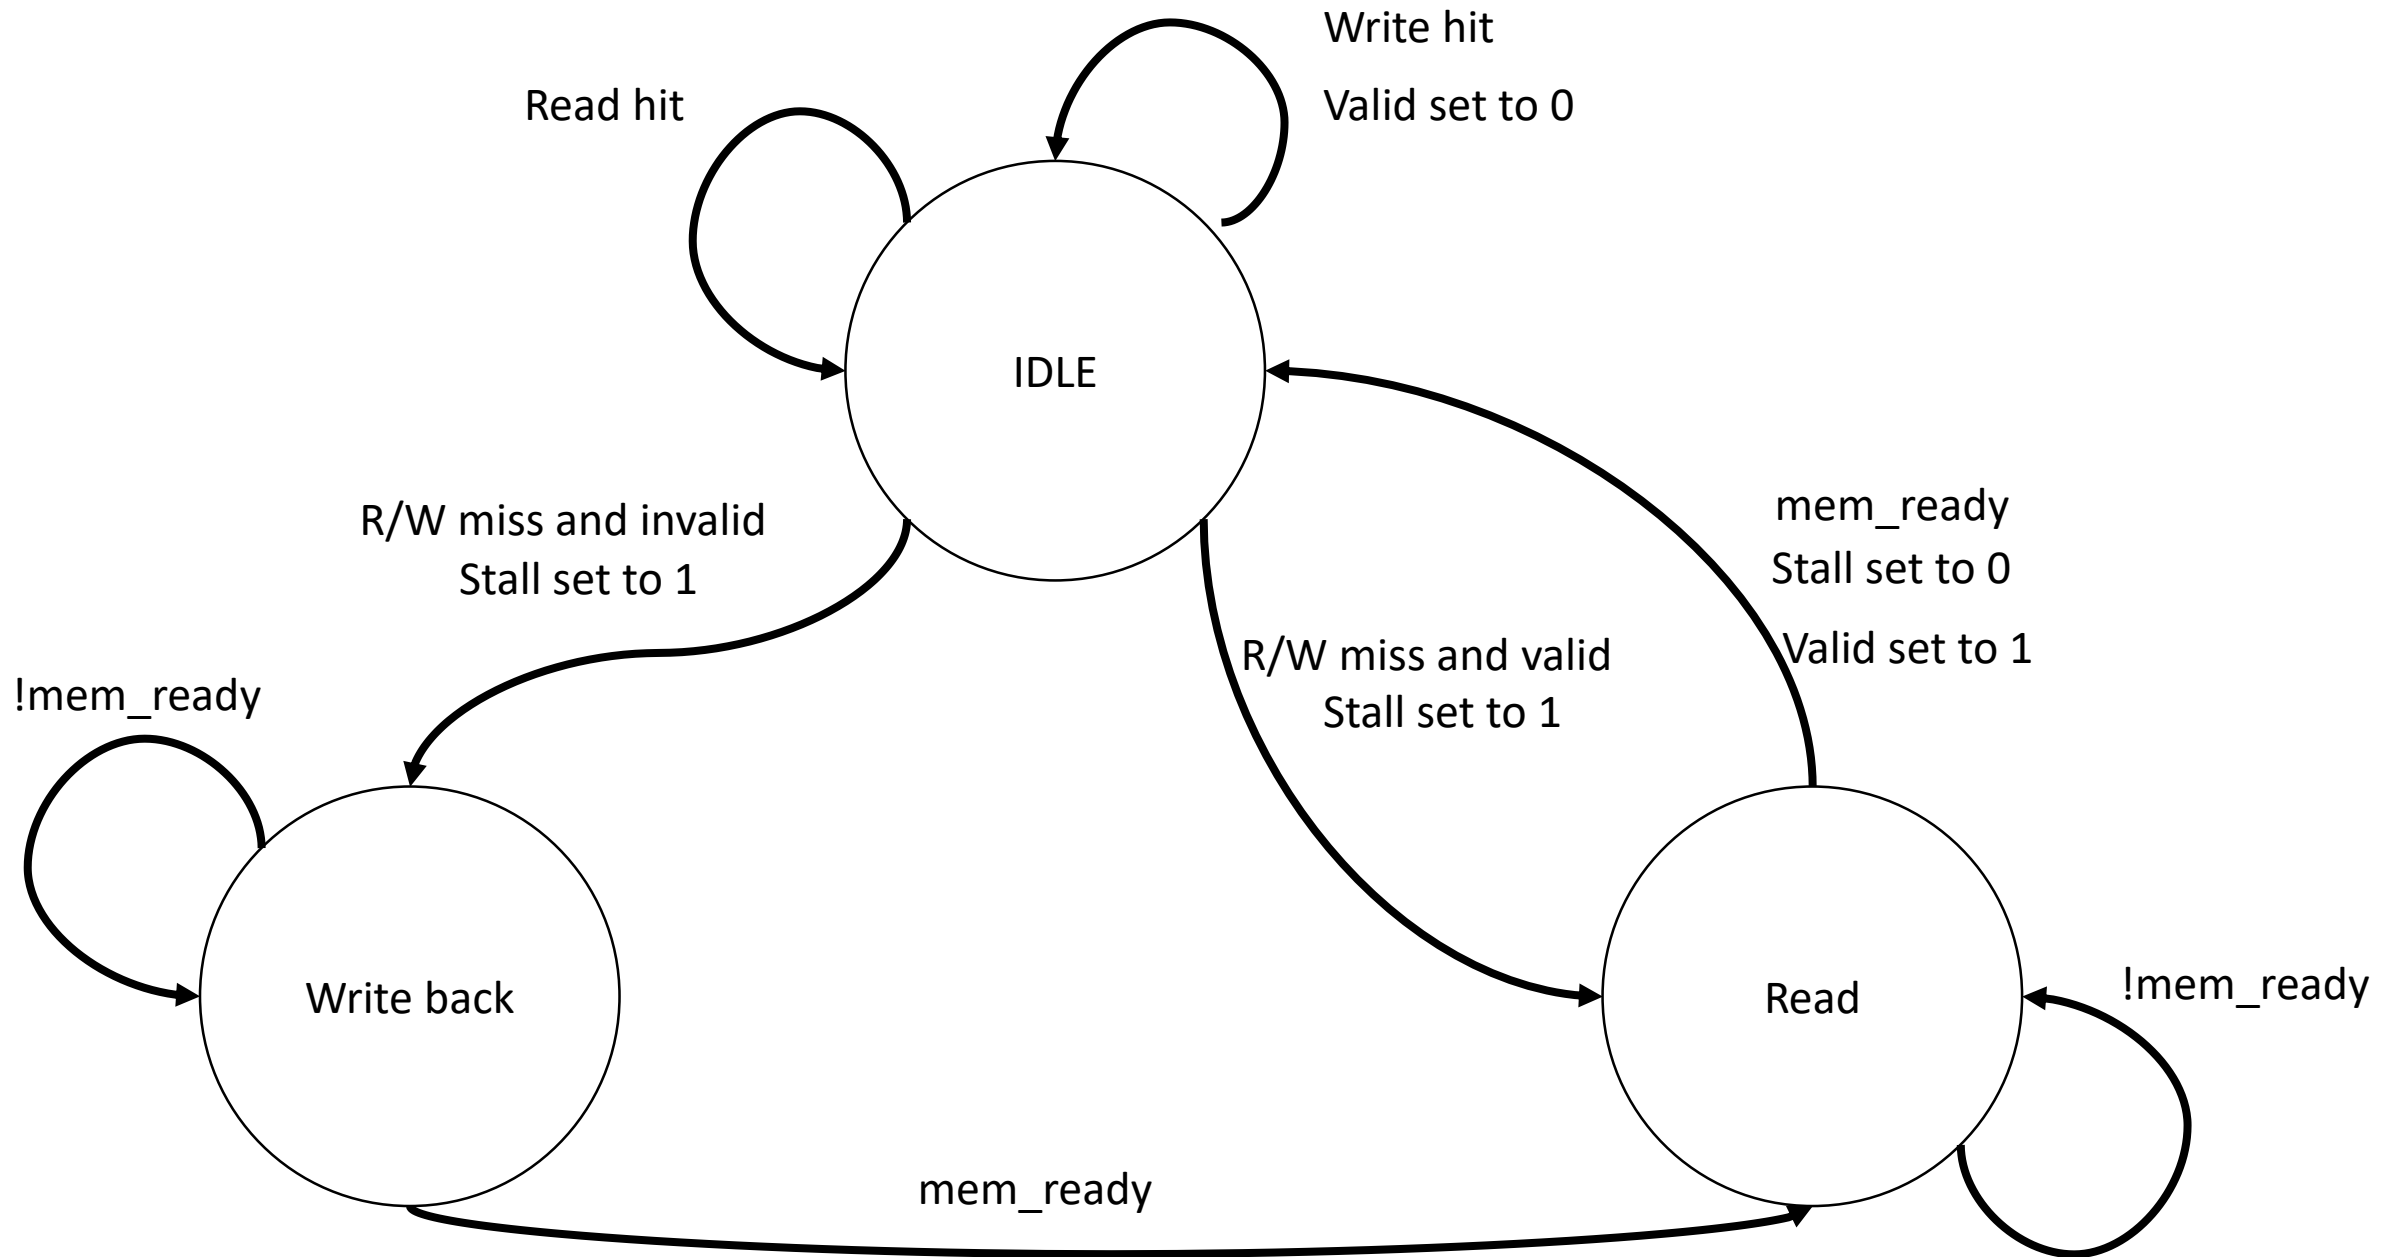 Write hit
Valid set to 0
Read hit
IDLE
R/W miss and invalid
Stall set to 1
mem_ready
Stall set to 0
Valid set to 1
R/W miss and valid
Stall set to 1
!mem_ready
Write back
Read
!mem_ready
mem_ready